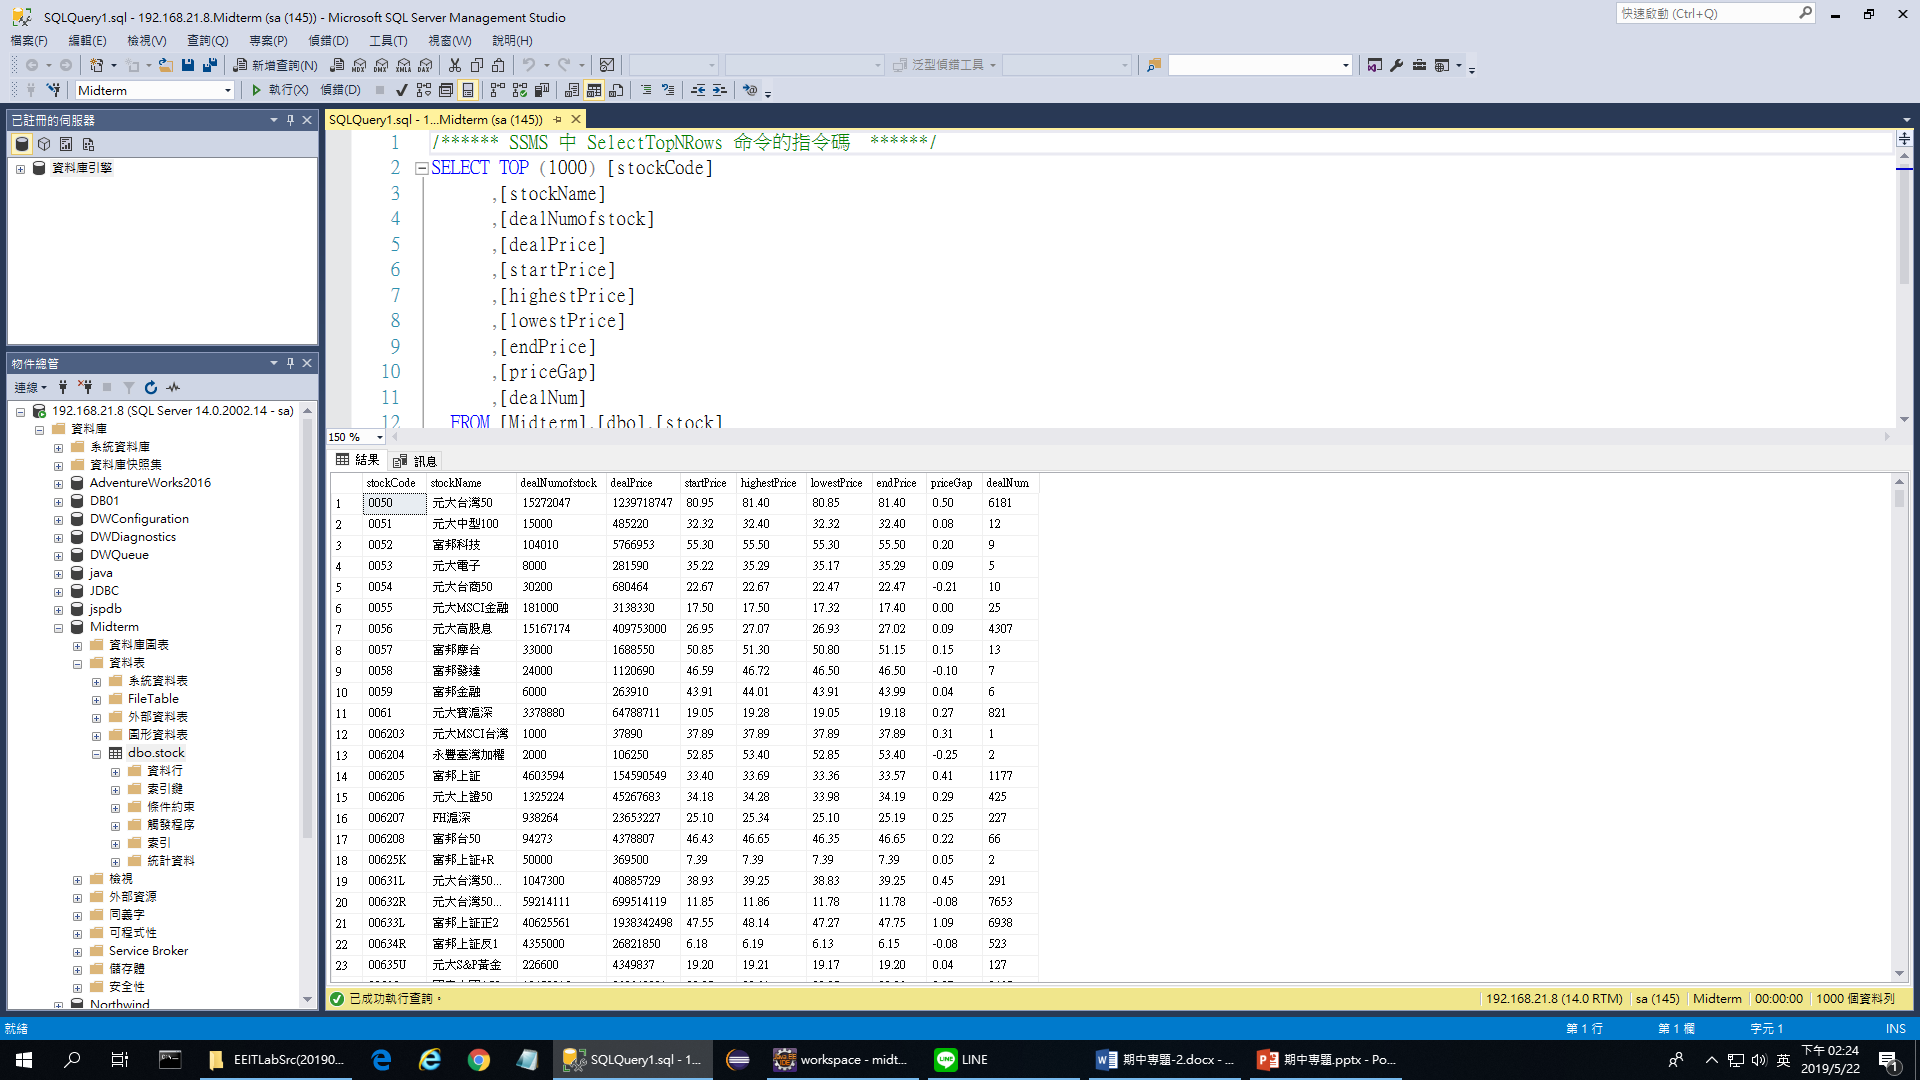 SQLQuery1.sql - 192.168.21.8.Midterm (sa (145)) - Microsoft SQL Server Management Studio
快速啟動 (Ctrl+Q)
檔案(F) 編輯(E) 檢視(V) 查詢(Q) 專案(P) 偵錯(D) 工具(T) 視窗(W) 說明(H)
新增查詢(N) 泛型偵錯工具
Midterm 執行(X) 偵錯(D)
已註冊的伺服器
資料庫引擎
物件總管
連線
192.168.21.8 (SQL Server 14.0.2002.14 - sa)
資料庫
系統資料庫
資料庫快照集
AdventureWorks2016
DB01
DWConfiguration
DWDiagnostics
DWQueue
java
JDBC
jspdb
Midterm
資料庫圖表
資料表
系統資料表
FileTable
外部資料表
圖形資料表
dbo.stock
資料行
索引鍵
條件約束
觸發程序
索引
統計資料
檢視
外部資源
同義字
可程式性
Service Broker
儲存體
安全性
Northwind
SQLQuery1.sql - 1...Midterm (sa (145))
1 /****** SSMS 中 SelectTopNRows 命令的指令碼 ******/
2 SELECT TOP (1000) [stockCode]
3 ,[stockName]
4 ,[dealNumofstock]
5 ,[dealPrice]
6 ,[startPrice]
7 ,[highestPrice]
8 ,[lowestPrice]
9 ,[endPrice]
10 ,[priceGap]
11 ,[dealNum]
12 FROM [Midterm].[dbo].[stock]
150 %
結果 訊息
stockCode stockName dealNumofstock dealPrice startPrice highestPrice lowestPrice endPrice priceGap dealNum
1 0050 元大台灣50 15272047 1239718747 80.95 81.40 80.85 81.40 0.50 6181
2 0051 元大中型100 15000 485220 32.32 32.40 32.32 32.40 0.08 12
3 0052 富邦科技 104010 5766953 55.30 55.50 55.30 55.50 0.20 9
4 0053 元大電子 8000 281590 35.22 35.29 35.17 35.29 0.09 5
5 0054 元大台商50 30200 680464 22.67 22.67 22.47 22.47 -0.21 10
6 0055 元大MSCI金融 181000 3138330 17.50 17.50 17.32 17.40 0.00 25
7 0056 元大高股息 15167174 409753000 26.95 27.07 26.93 27.02 0.09 4307
8 0057 富邦摩台 33000 1688550 50.85 51.30 50.80 51.15 0.15 13
9 0058 富邦發達 24000 1120690 46.59 46.72 46.50 46.50 -0.10 7
10 0059 富邦金融 6000 263910 43.91 44.01 43.91 43.99 0.04 6
11 0061 元大寶滬深 3378880 64788711 19.05 19.28 19.05 19.18 0.27 821
12 006203 元大MSCI台灣 1000 37890 37.89 37.89 37.89 37.89 0.31 1
13 006204 永豐臺灣加權 2000 106250 52.85 53.40 52.85 53.40 -0.25 2
14 006205 富邦上証 4603594 154590549 33.40 33.69 33.36 33.57 0.41 1177
15 006206 元大上證50 1325224 45267683 34.18 34.28 33.98 34.19 0.29 425
16 006207 FH滬深 938264 23653227 25.10 25.34 25.10 25.19 0.25 227
17 006208 富邦台50 94273 4378807 46.43 46.65 46.35 46.65 0.22 66
18 00625K 富邦上証+R 50000 369500 7.39 7.39 7.39 7.39 0.05 2
19 00631L 元大台灣50... 1047300 40885729 38.93 39.25 38.83 39.25 0.45 291
20 00632R 元大台灣50... 59214111 699514119 11.85 11.86 11.78 11.78 -0.08 7653
21 00633L 富邦上証正2 40625561 1938342498 47.55 48.14 47.27 47.75 1.09 6938
22 00634R 富邦上証反1 4355000 26821850 6.18 6.19 6.13 6.15 -0.08 523
23 00635U 元大S&P黃金 226600 4349837 19.20 19.21 19.17 19.20 0.04 127
已成功執行查詢。 192.168.21.8 (14.0 RTM) sa (145) Midterm 00:00:00 1000 個資料列
就緒 第 1 行 第 1 欄 字元 1 INS
EEITLabSrc(20190... SQLQuery1.sql - 1... workspace - midt... LINE 期中專題-2.docx - ... 期中專題.pptx - Po... 英 下午 02:24
2019/5/22
1